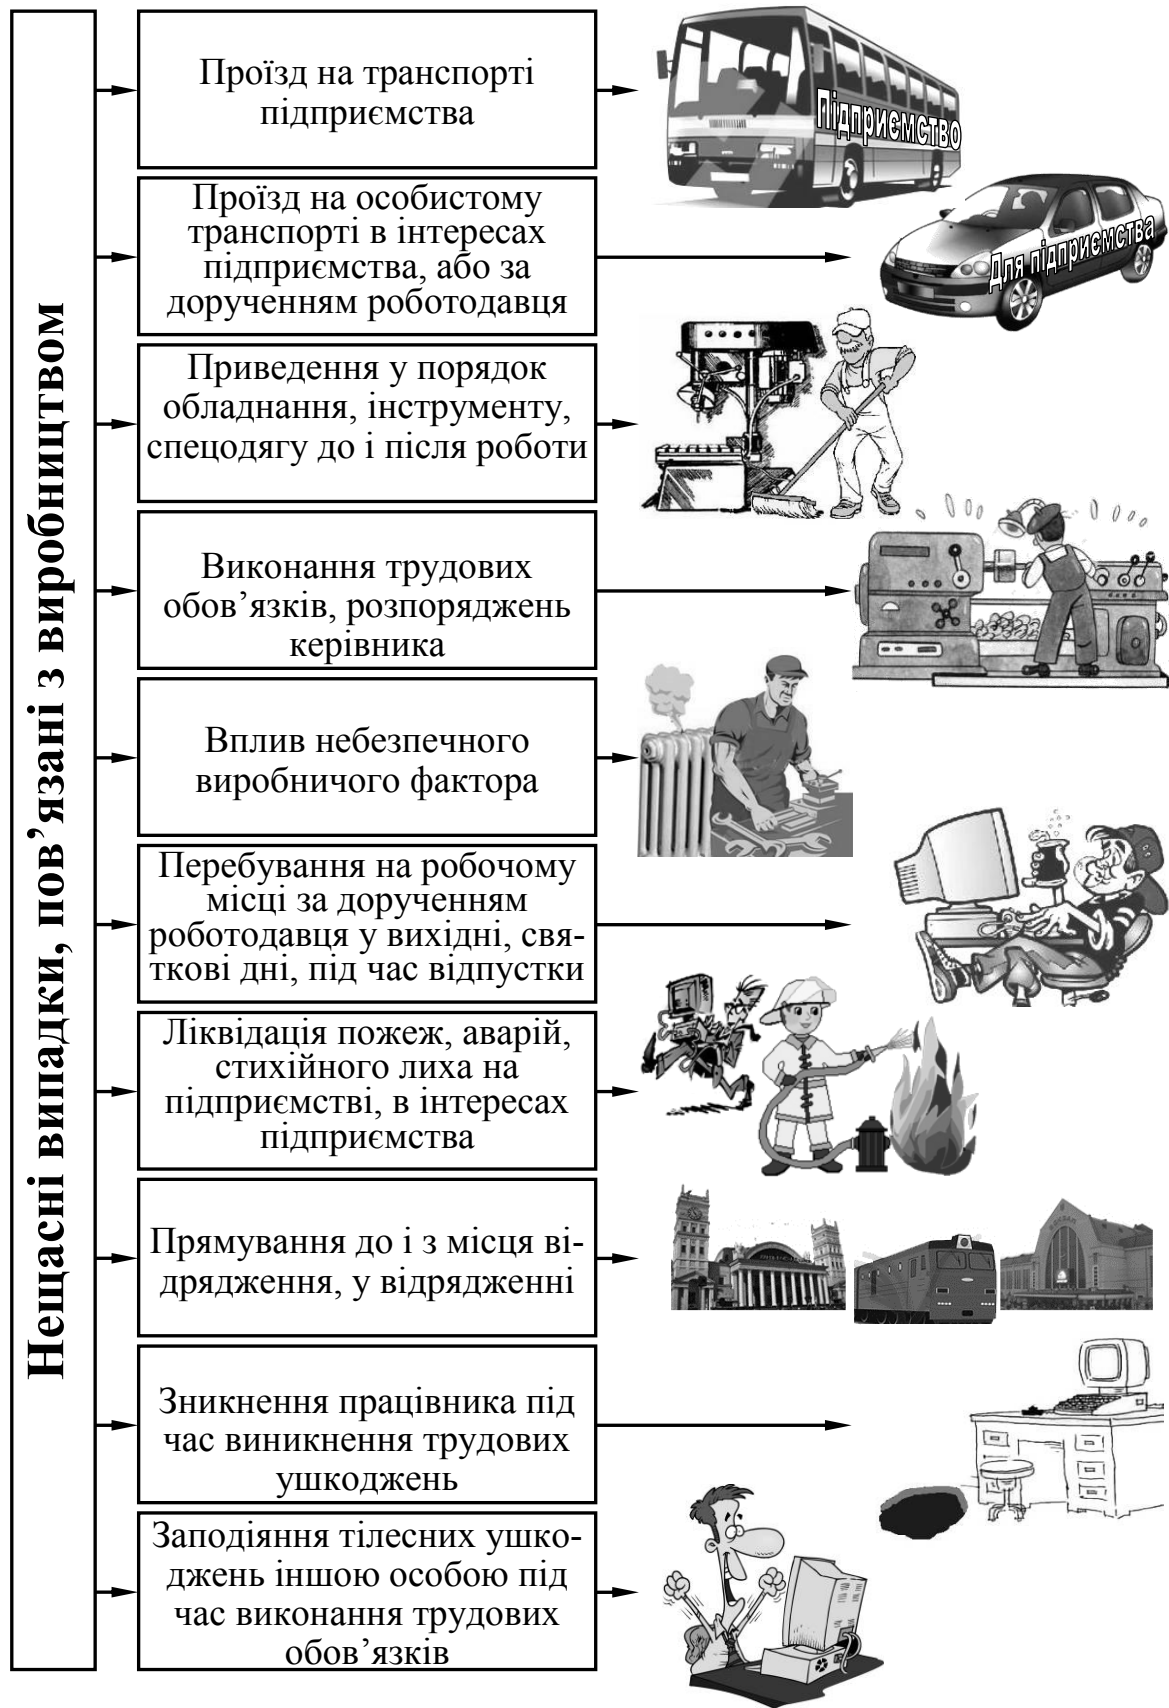 Нещасні випадки, пов’язані з виробництвом
Проїзд на транспорті
підприємства
Підприємство
Проїзд на особистому
транспорті в інтересах
підприємства, або за
дорученням роботодавця
Для підприємства
Приведення у порядок
обладнання, інструменту,
спецодягу до і після роботи
Виконання трудових
обов’язків, розпоряджень
керівника
Вплив небезпечного
виробничого фактора
Перебування на робочому
місці за дорученням
роботодавця у вихідні, свя-
ткові дні, під час відпустки
Ліквідація пожеж, аварій,
стихійного лиха на
підприємстві, в інтересах
підприємства
Прямування до і з місця ві-
дрядження, у відрядженні
Зникнення працівника під
час виникнення трудових
ушкоджень
Заподіяння тілесних ушко-
джень іншою особою під
час виконання трудових
обов’язків